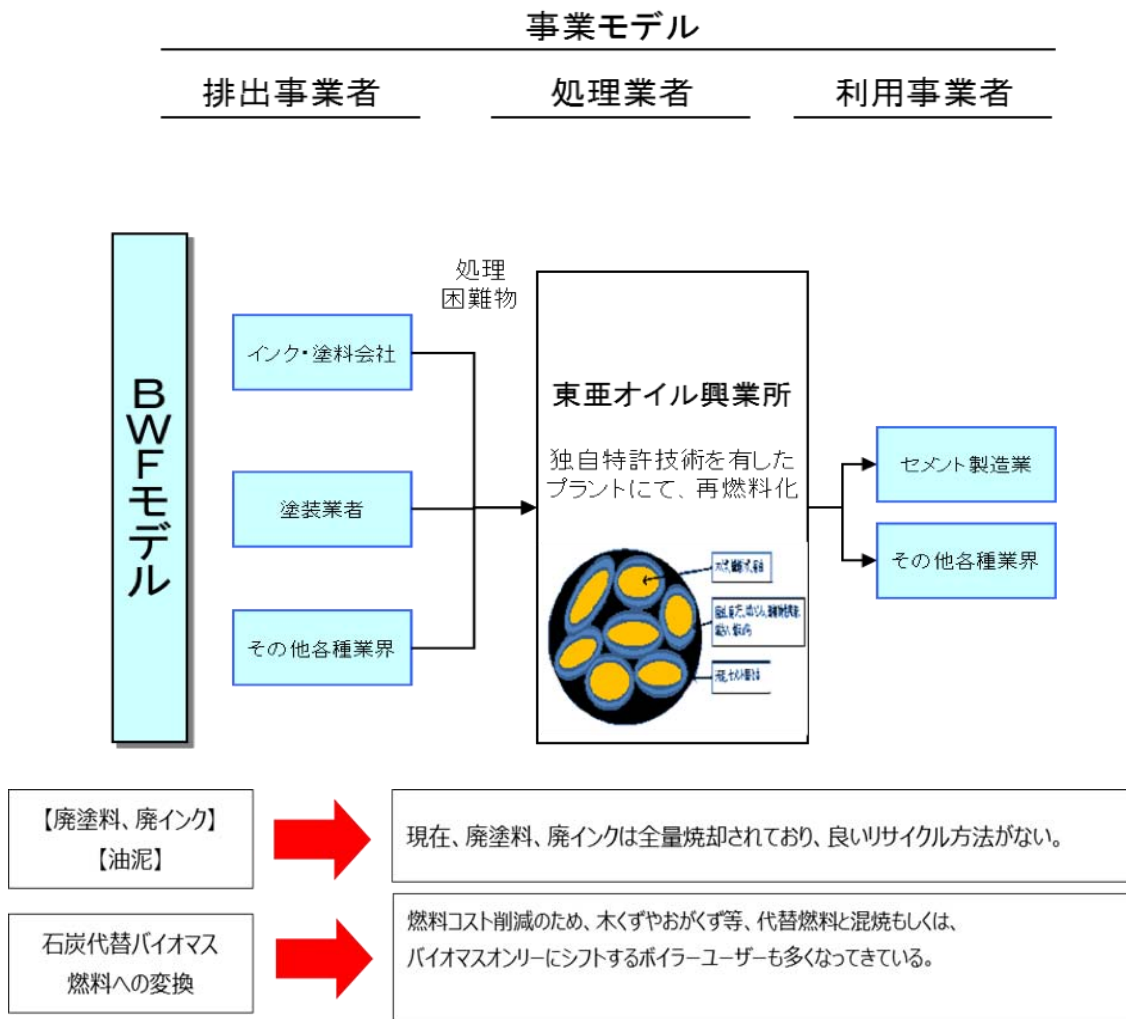 事業モデル
排出事業者
処理業者
利用事業者
BWFモデル
処理
困難物
インク・塗料会社
塗装業者
その他各種業界
東亜オイル興業所
独自特許技術を有した
プラントにて、再燃料化
セメント製造業
その他各種業界
【廃塗料、廃インク】
【油泥】
現在、廃塗料、廃インクは全量焼却されており、良いリサイクル方法がない。
石炭代替バイオマス
燃料への変換
燃料コスト削減のため、木くずやおがくず等、代替燃料と混焼もしくは、
バイオマスオンリーにシフトするボイラーユーザーも多くなってきている。